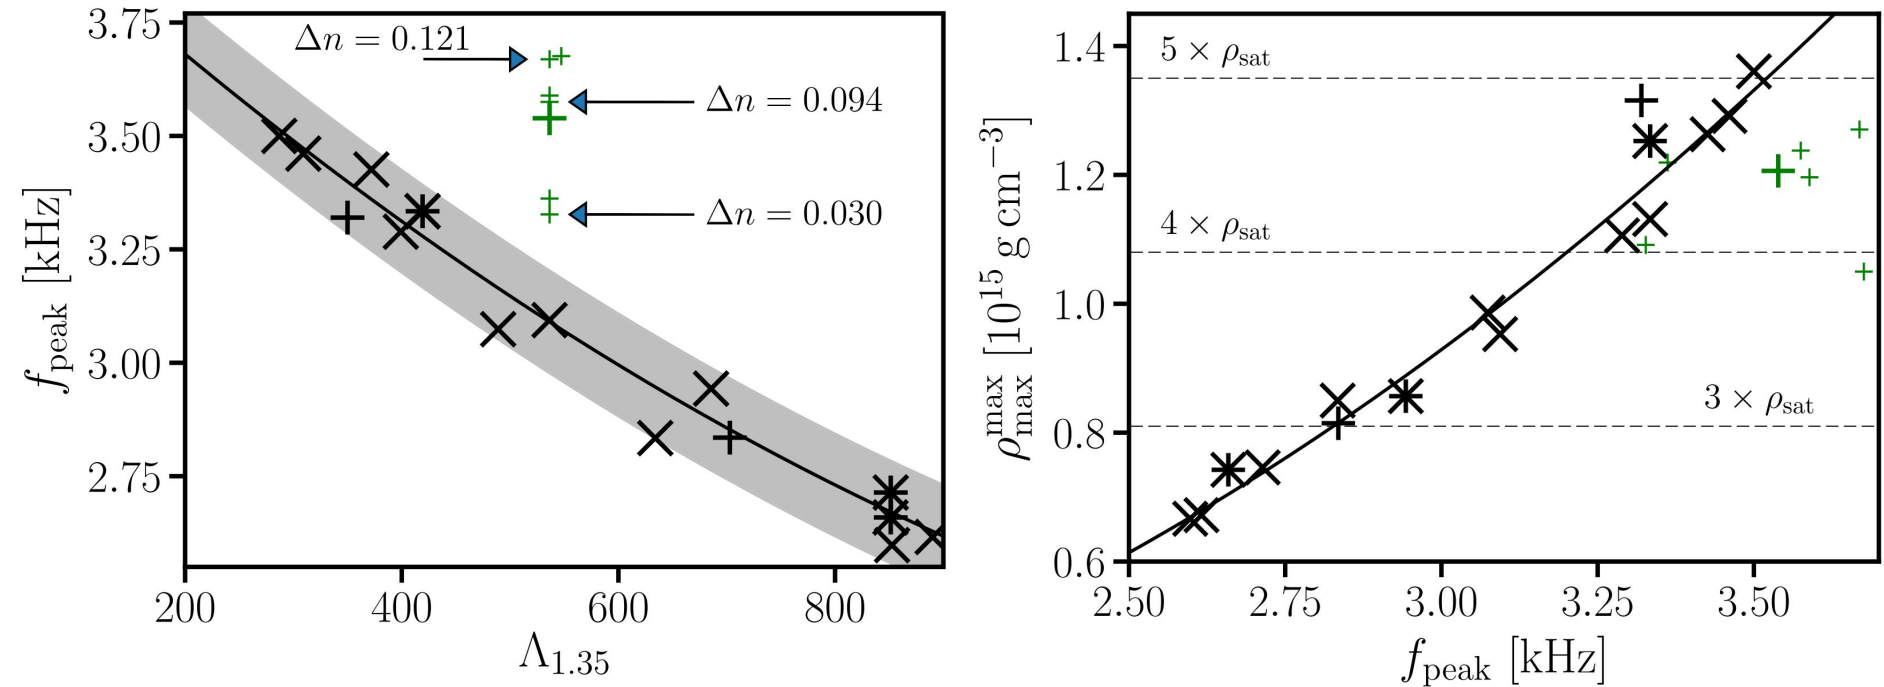 3.75
3.50
3.25
3.00
2.75
f_peak [kHz]
Δn = 0.121
Δn = 0.094
Δn = 0.030
200 400 600 800
Λ_1.35
1.4
1.2
1.0
0.8
0.6
ρ^max_max [10^15 g cm^−3]
5 × ρ_sat
4 × ρ_sat
3 × ρ_sat
2.50 2.75 3.00 3.25 3.50
f_peak [kHz]